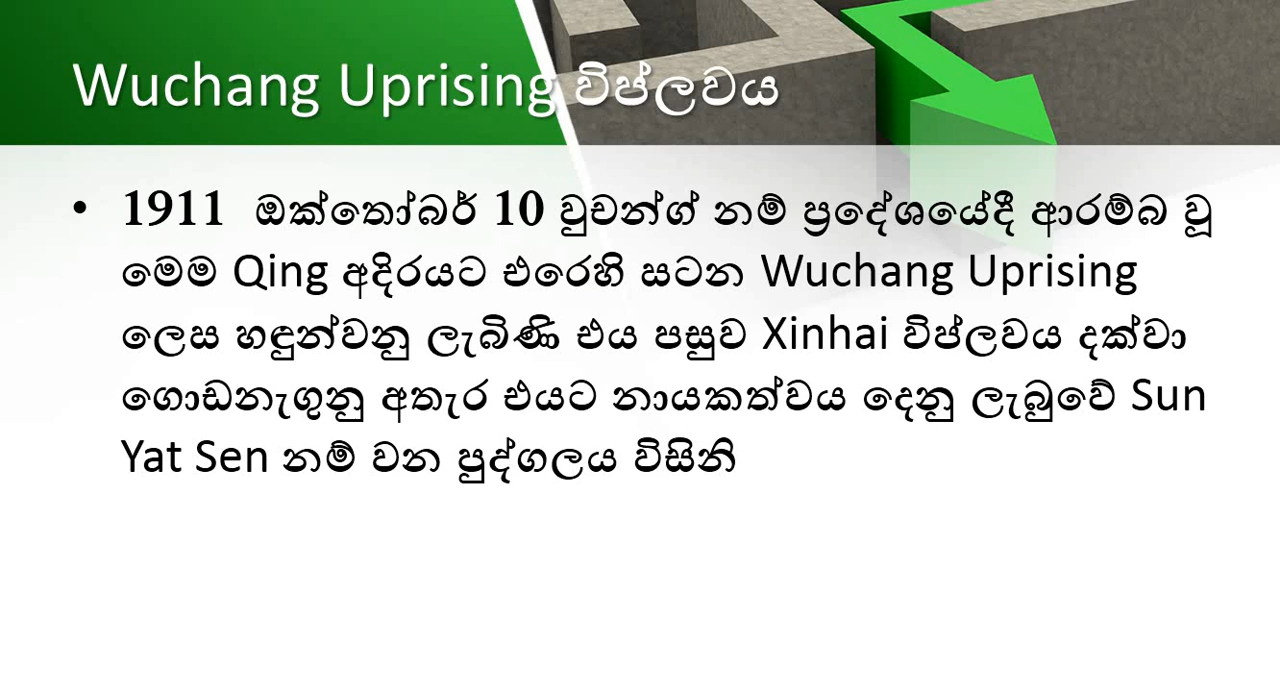 Wuchang Uprising විප්ලවය
• 1911 ඔක්තෝබර් 10 වුචන්ග් නම් ප්‍රදේශයේදී ආරම්බ වූ
මෙම Qing අදිරයට එරෙහි සටන Wuchang Uprising
ලෙස හඳුන්වනු ලැබිණි එය පසුව Xinhai විප්ලවය දක්වා
ගොඩනැගුනු අතැර එයට නායකත්වය දෙනු ලැබුවේ Sun
Yat Sen නම් වන පුද්ගලය විසිනි